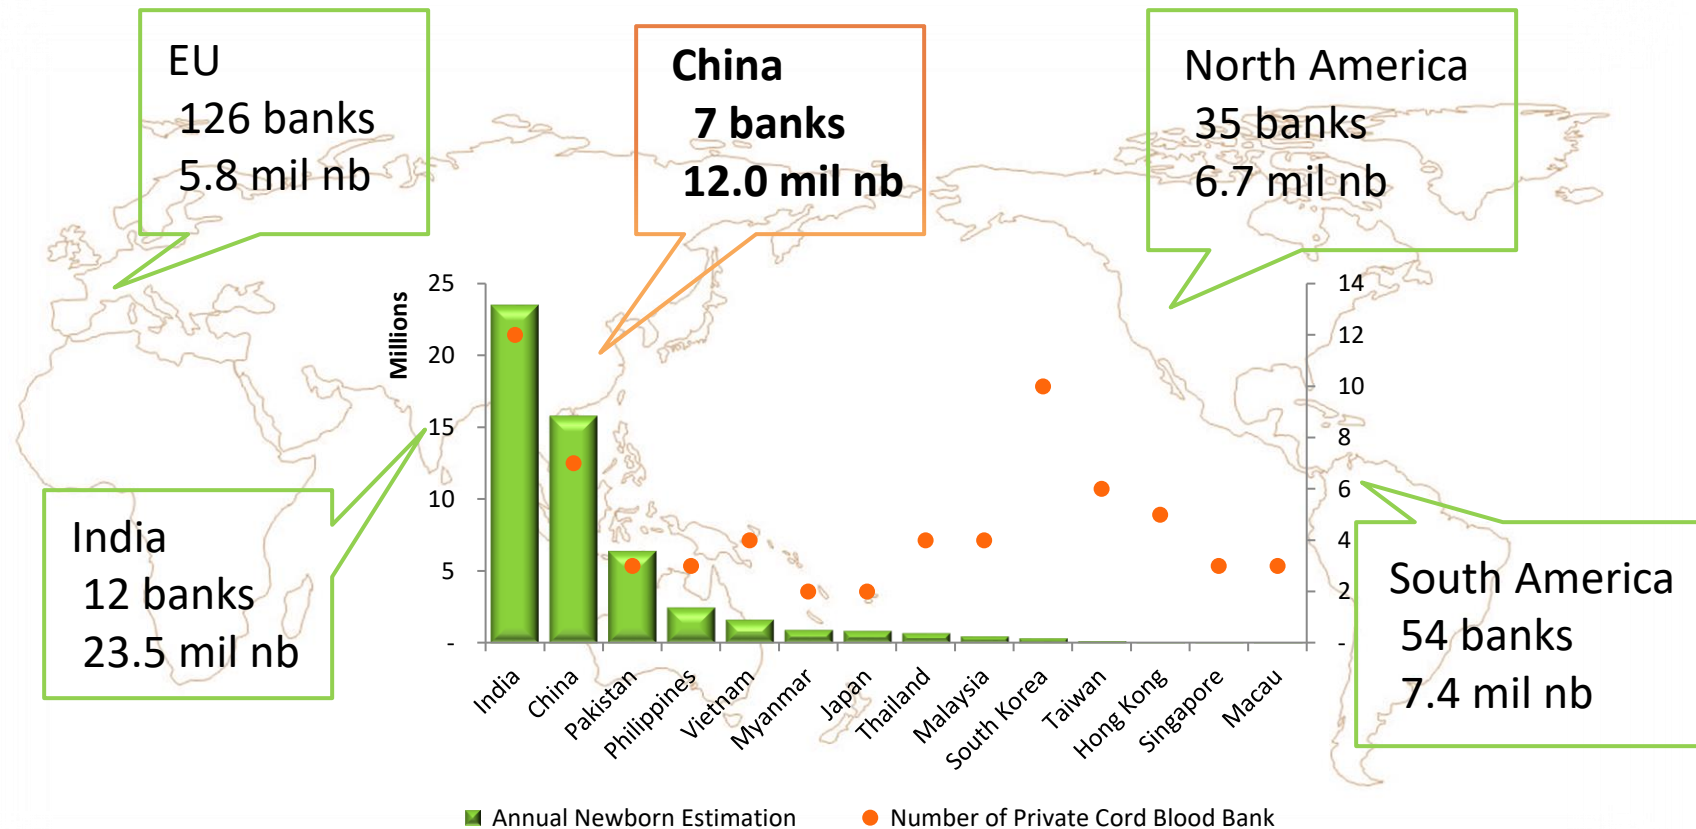 EU
126 banks
5.8 mil nb
China
7 banks
12.0 mil nb
North America
35 banks
6.7 mil nb
India
12 banks
23.5 mil nb
South America
54 banks
7.4 mil nb
Millions
25
20
15
10
5
-
14
12
10
8
6
4
2
-
India
China
Pakistan
Philippines
Vietnam
Myanmar
Japan
Thailand
Malaysia
South Korea
Taiwan
Hong Kong
Singapore
Macau
Annual Newborn Estimation
Number of Private Cord Blood Bank